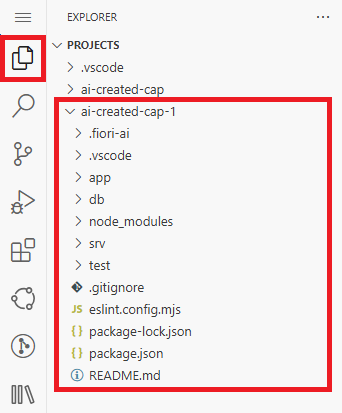 EXPLORER
PROJECTS
.vscode
ai-created-cap
ai-created-cap-1
.fiori-ai
.vscode
app
db
node_modules
srv
test
.gitignore
JS eslint.config.mjs
{ } package-lock.json
{ } package.json
README.md